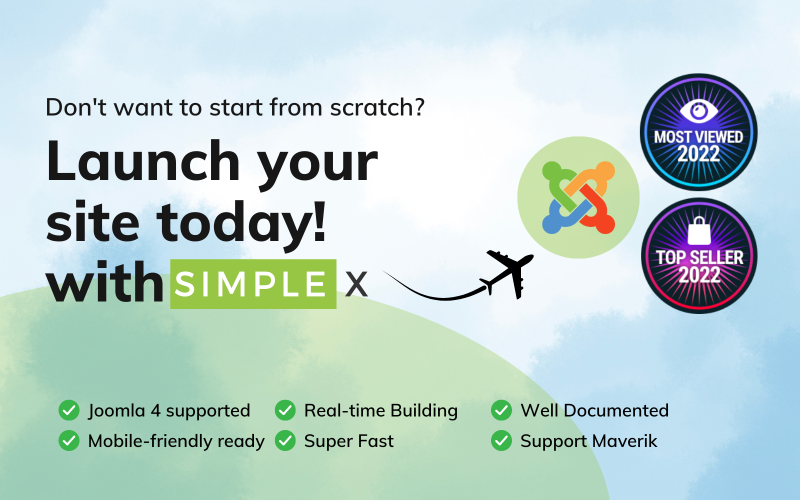 Don't want to start from scratch?
Launch your
site today!
with SIMPLE X
MOST VIEWED
2022
TOP SELLER
2022
Joomla 4 supported
Real-time Building
Well Documented
Mobile-friendly ready
Super Fast
Support Maverik